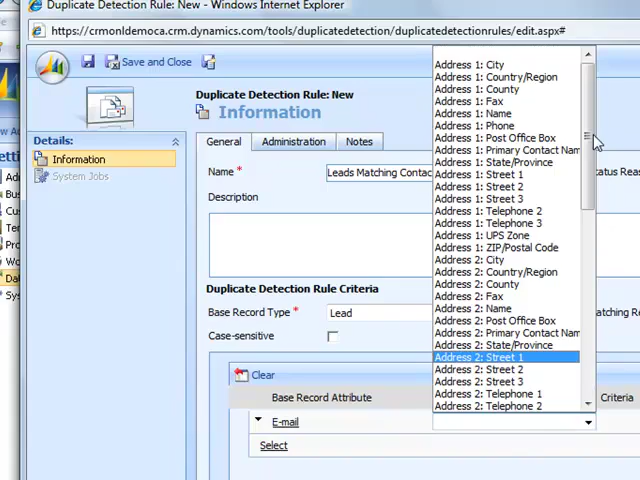 Duplicate Detection Rule: New - Windows Internet Explorer
https://crmonldemoca.crm.dynamics.com/tools/duplicatedetection/duplicatedetectionrules/edit.aspx#
Save and Close
Duplicate Detection Rule: New
Information
Details:
Information
System Jobs
General
Administration
Notes
Name *
Leads Matching Contac
Status Reas
Description
Duplicate Detection Rule Criteria
Base Record Type *
Lead
Matching Re
Case-sensitive
Clear
Base Record Attribute
Criteria
E-mail
Select
Address 1: City
Address 1: Country/Region
Address 1: County
Address 1: Fax
Address 1: Name
Address 1: Phone
Address 1: Post Office Box
Address 1: Primary Contact Nam
Address 1: State/Province
Address 1: Street 1
Address 1: Street 2
Address 1: Street 3
Address 1: Telephone 2
Address 1: Telephone 3
Address 1: UPS Zone
Address 1: ZIP/Postal Code
Address 2: City
Address 2: Country/Region
Address 2: County
Address 2: Fax
Address 2: Name
Address 2: Post Office Box
Address 2: Primary Contact Nam
Address 2: State/Province
Address 2: Street 1
Address 2: Street 2
Address 2: Street 3
Address 2: Telephone 1
Address 2: Telephone 2